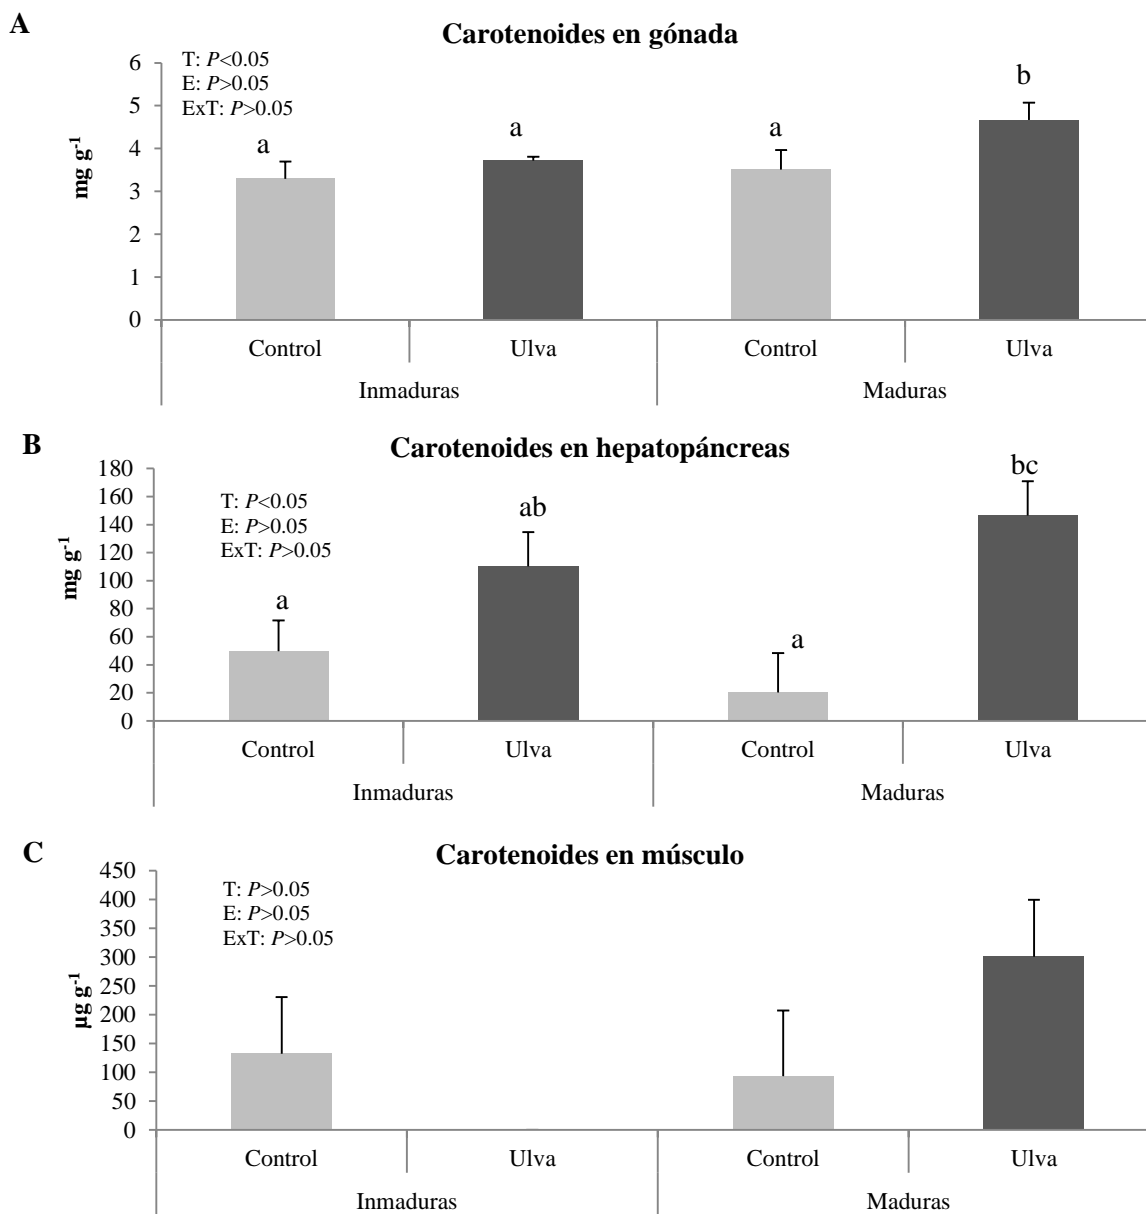 A
Carotenoides en gónada
T: P<0.05
E: P>0.05
ExT: P>0.05
mg g-1
6
5
4
3
2
1
0
a
a
a
b
Control
Ulva
Control
Ulva
Inmaduras
Maduras
B
Carotenoides en hepatopáncreas
T: P<0.05
E: P>0.05
ExT: P>0.05
mg g-1
180
160
140
120
100
80
60
40
20
0
a
ab
a
bc
Control
Ulva
Control
Ulva
Inmaduras
Maduras
C
Carotenoides en músculo
T: P>0.05
E: P>0.05
ExT: P>0.05
µg g-1
450
400
350
300
250
200
150
100
50
0
Control
Ulva
Control
Ulva
Inmaduras
Maduras